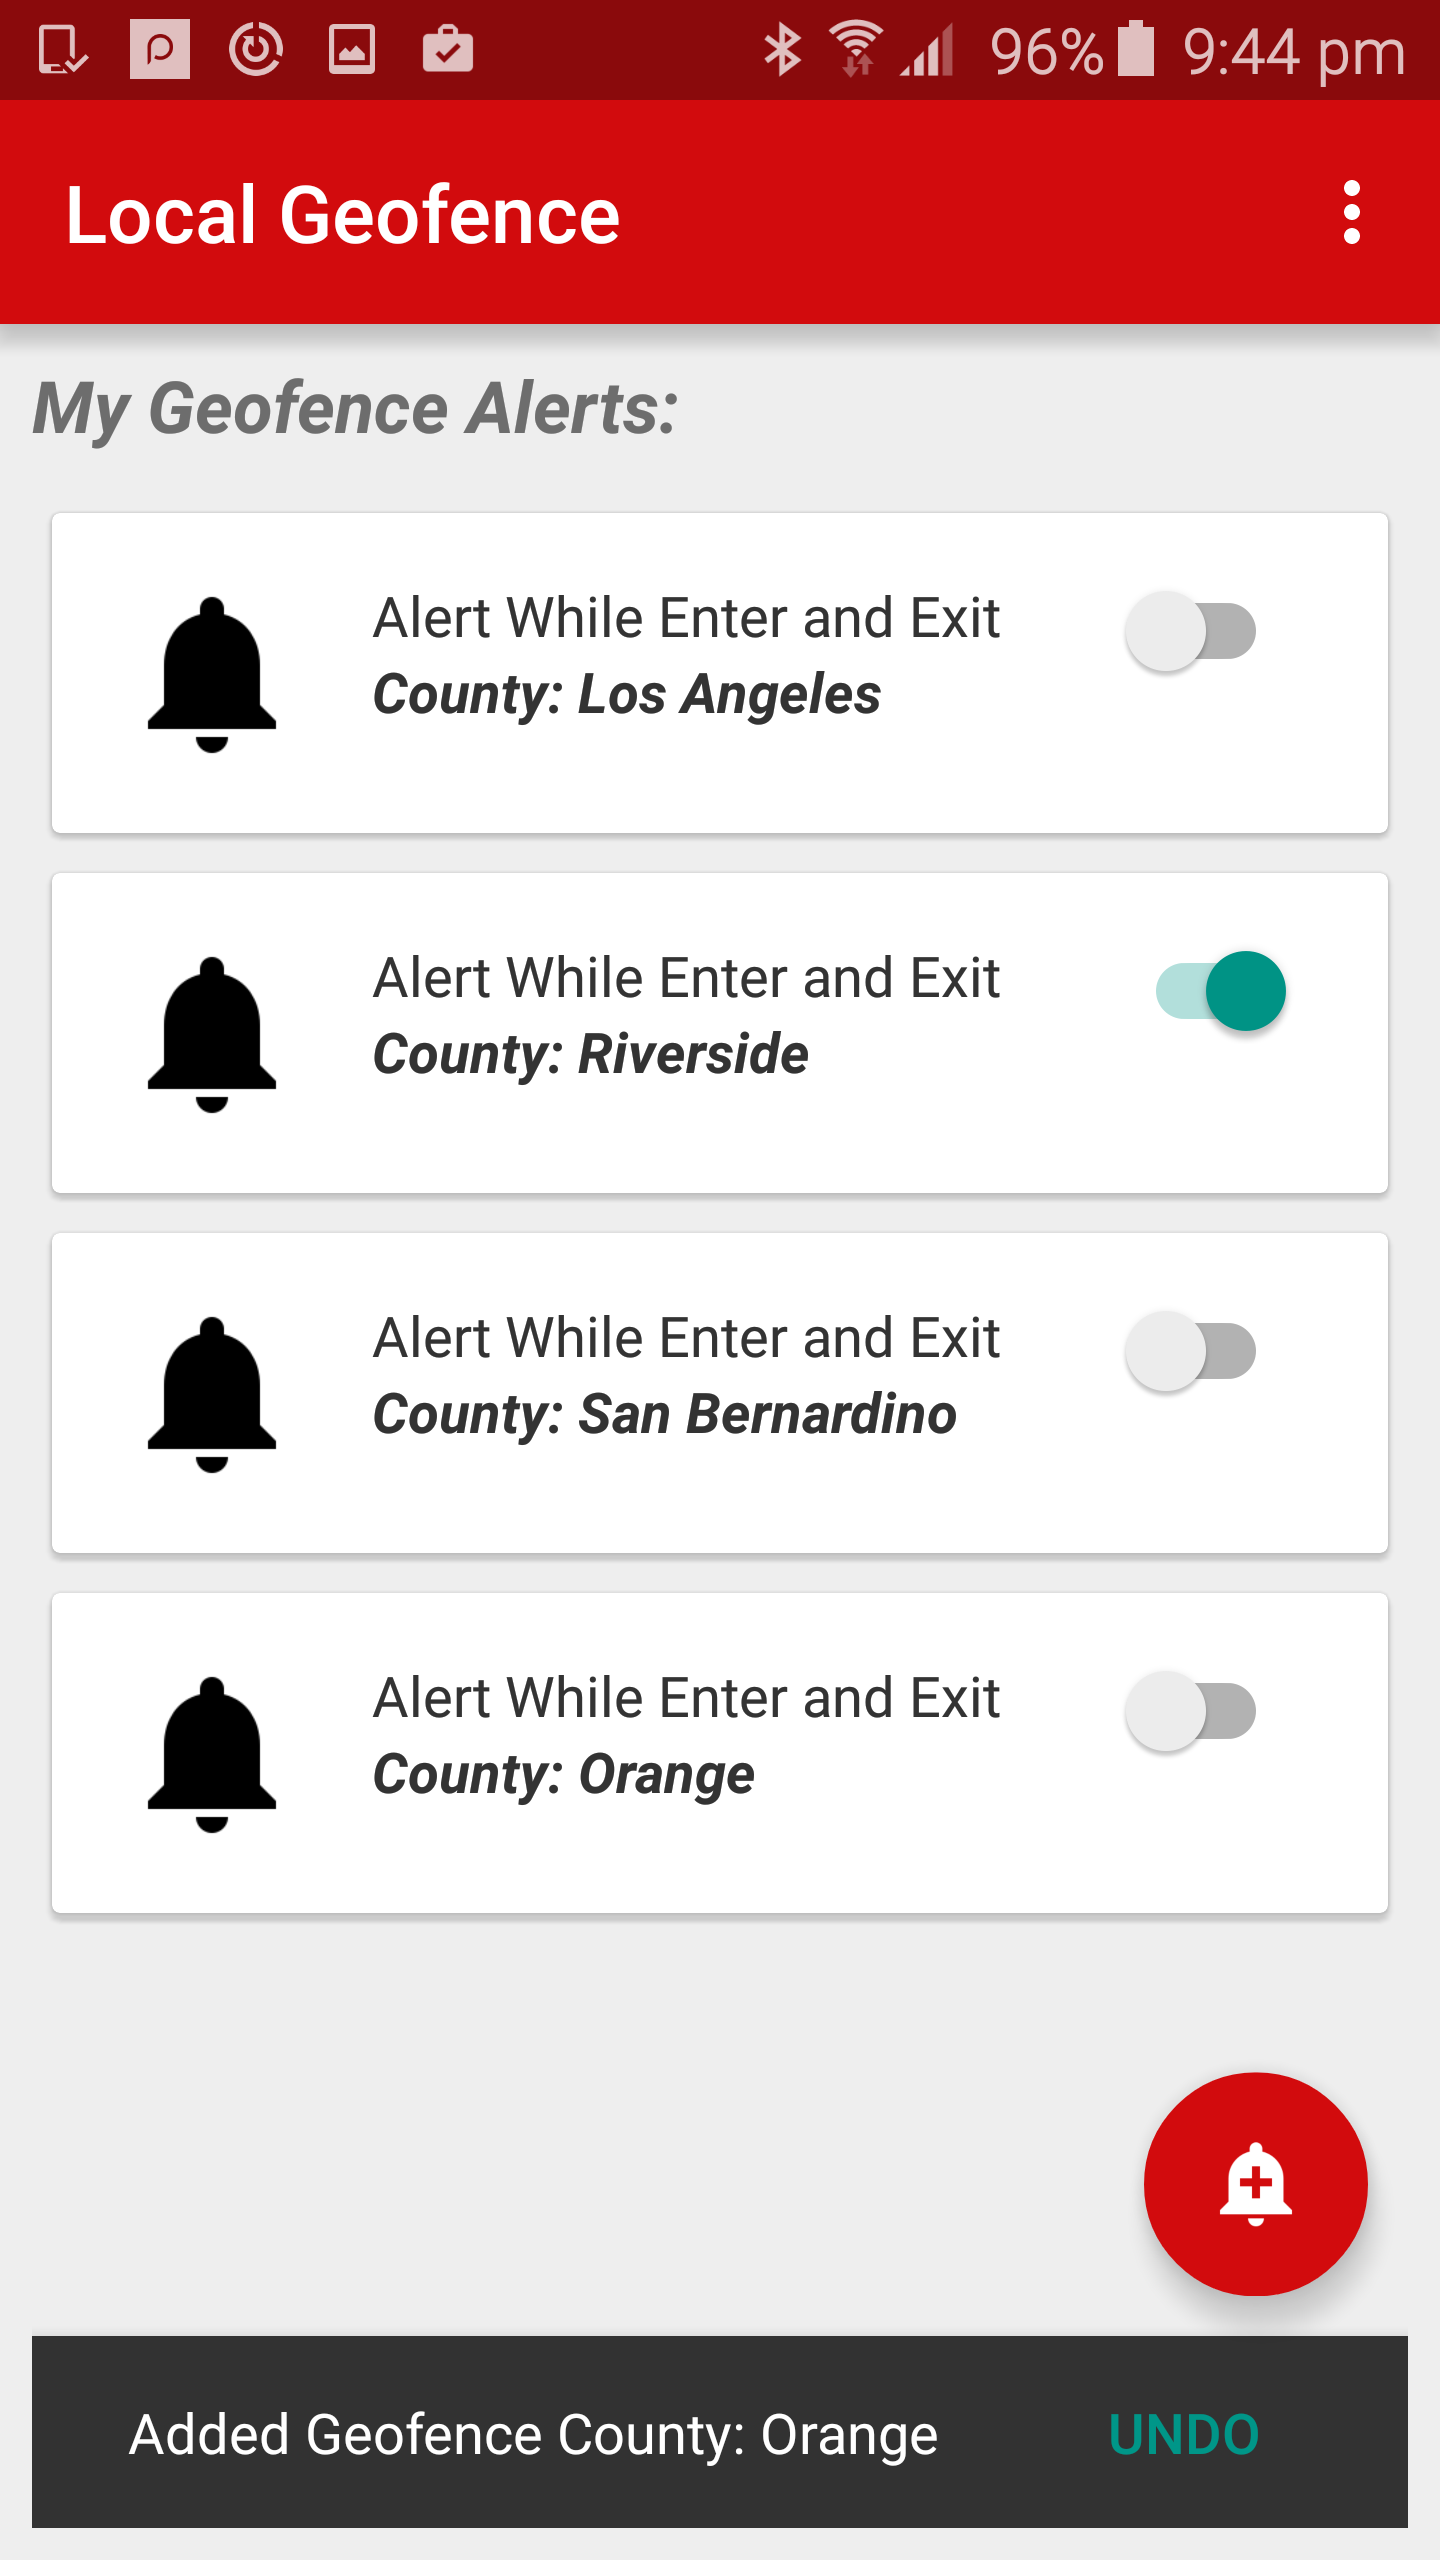 96% 9:44 pm
Local Geofence
My Geofence Alerts:
Alert While Enter and Exit
County: Los Angeles
Alert While Enter and Exit
County: Riverside
Alert While Enter and Exit
County: San Bernardino
Alert While Enter and Exit
County: Orange
Added Geofence County: Orange UNDO